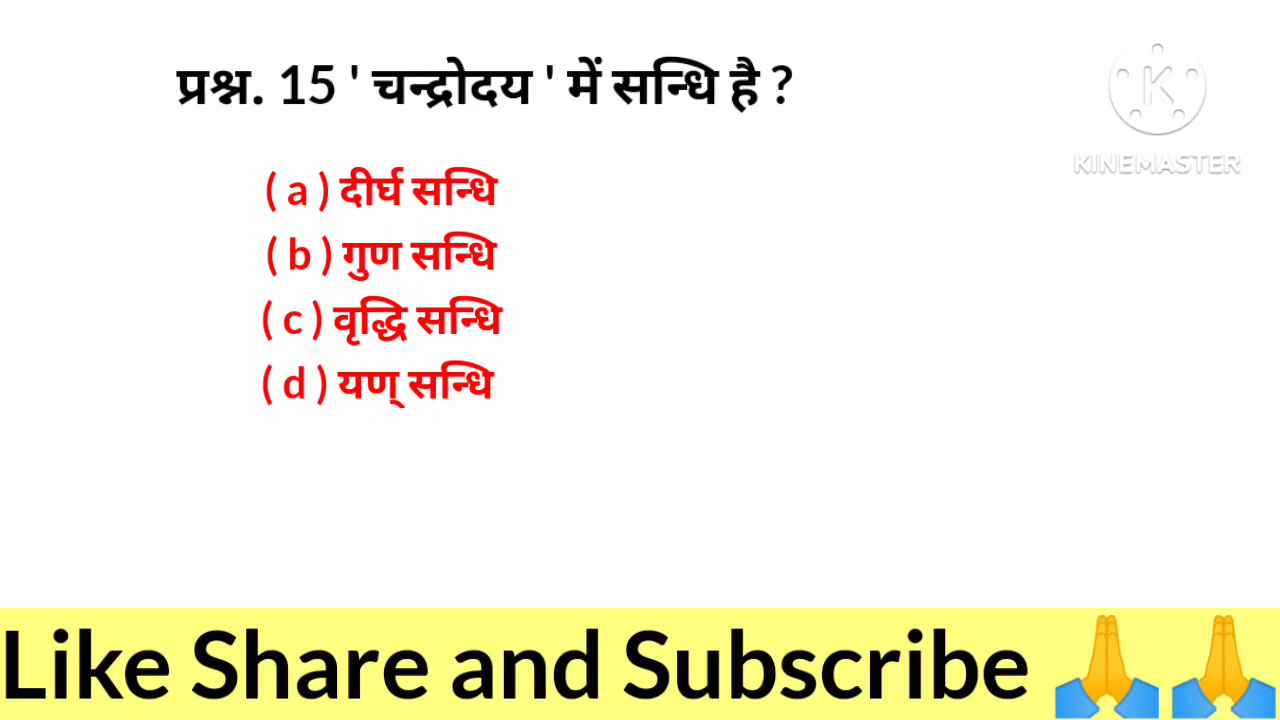 प्रश्न. 15 ' चन्द्रोदय ' में सन्धि है ?
K
KINEMASTER
( a ) दीर्घ सन्धि
( b ) गुण सन्धि
( c ) वृद्धि सन्धि
( d ) यण् सन्धि
Like Share and Subscribe 🙏 🙏